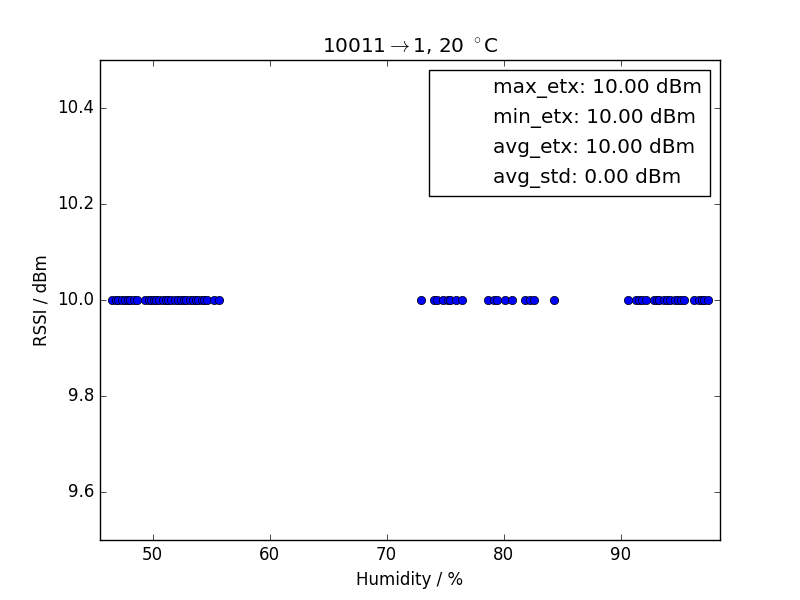 10011→1, 20 °C
max_etx: 10.00 dBm
min_etx: 10.00 dBm
avg_etx: 10.00 dBm
avg_std: 0.00 dBm
10.4
10.2
10.0
9.8
9.6
RSSI / dBm
50 60 70 80 90
Humidity / %